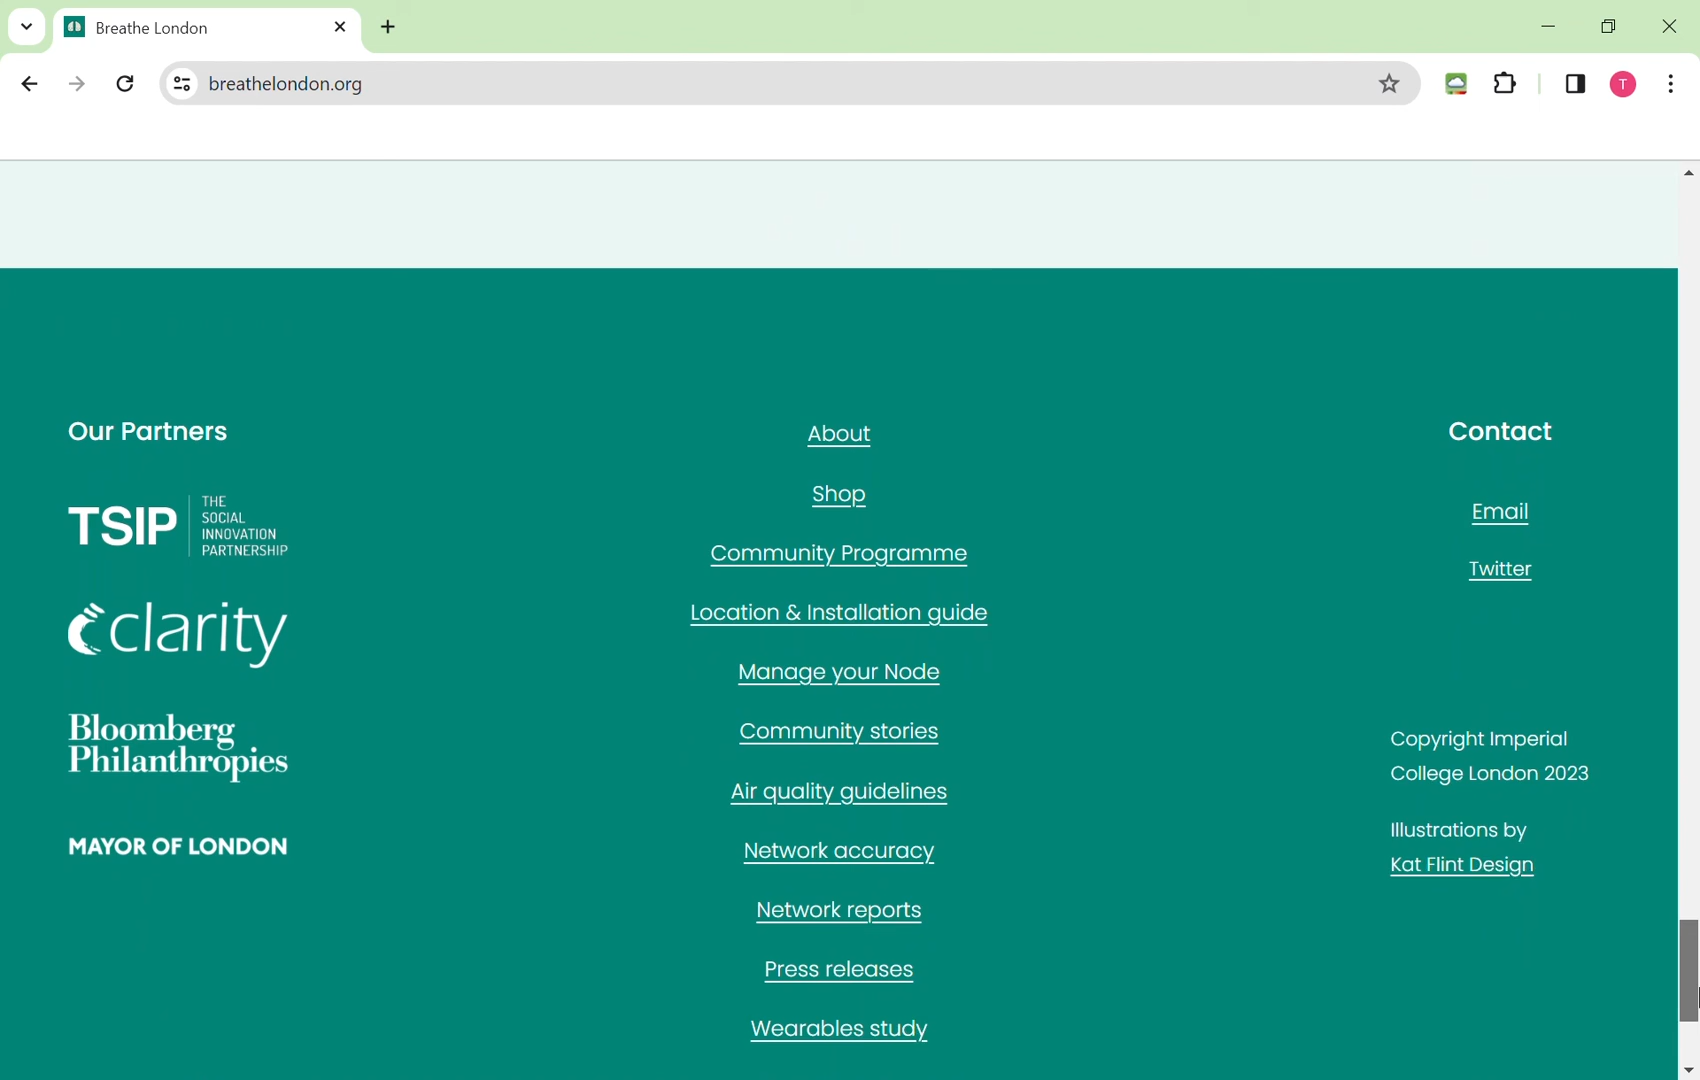 Breathe London
breathelondon.org
T
Our Partners
TSIP
THE
SOCIAL
INNOVATION
PARTNERSHIP
clarity
Bloomberg
Philanthropies
MAYOR OF LONDON
About
Shop
Community Programme
Location & Installation guide
Manage your Node
Community stories
Air quality guidelines
Network accuracy
Network reports
Press releases
Wearables study
Contact
Email
Twitter
Copyright Imperial
College London 2023
Illustrations by
Kat Flint Design